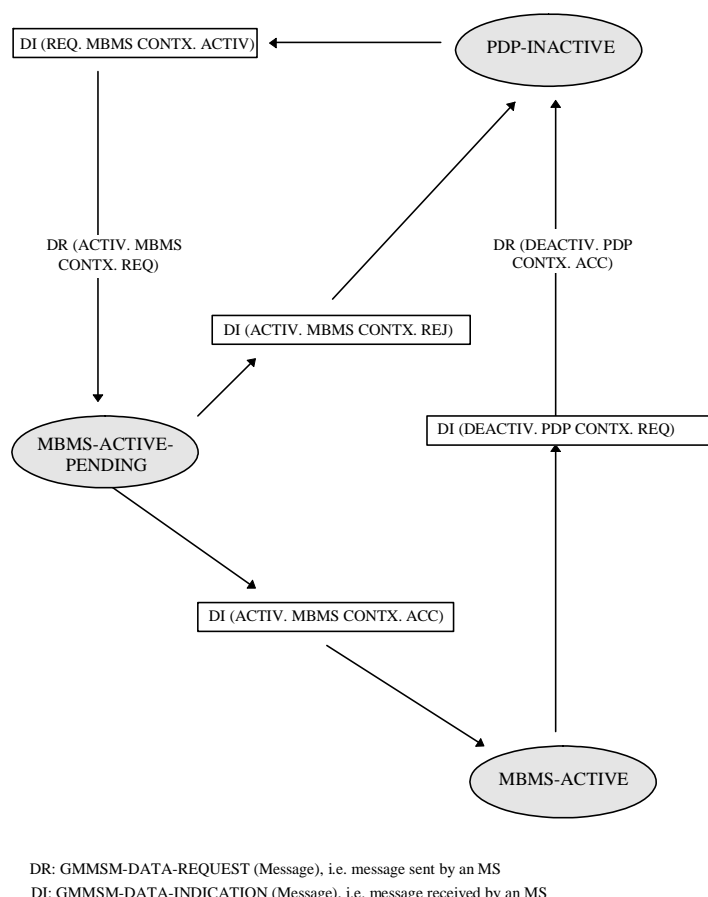 DI (REQ. MBMS CONTX. ACTIV)
PDP-INACTIVE
DR (ACTIV. MBMS
CONTX. REQ)
DR (DEACTIV. PDP
CONTX. ACC)
DI (ACTIV. MBMS CONTX. REJ)
MBMS-ACTIVE-
PENDING
DI (DEACTIV. PDP CONTX. REQ)
DI (ACTIV. MBMS CONTX. ACC)
MBMS-ACTIVE
DR: GMMSM-DATA-REQUEST (Message), i.e. message sent by an MS
DI: GMMSM-DATA-INDICATION (Message), i.e. message received by an MS